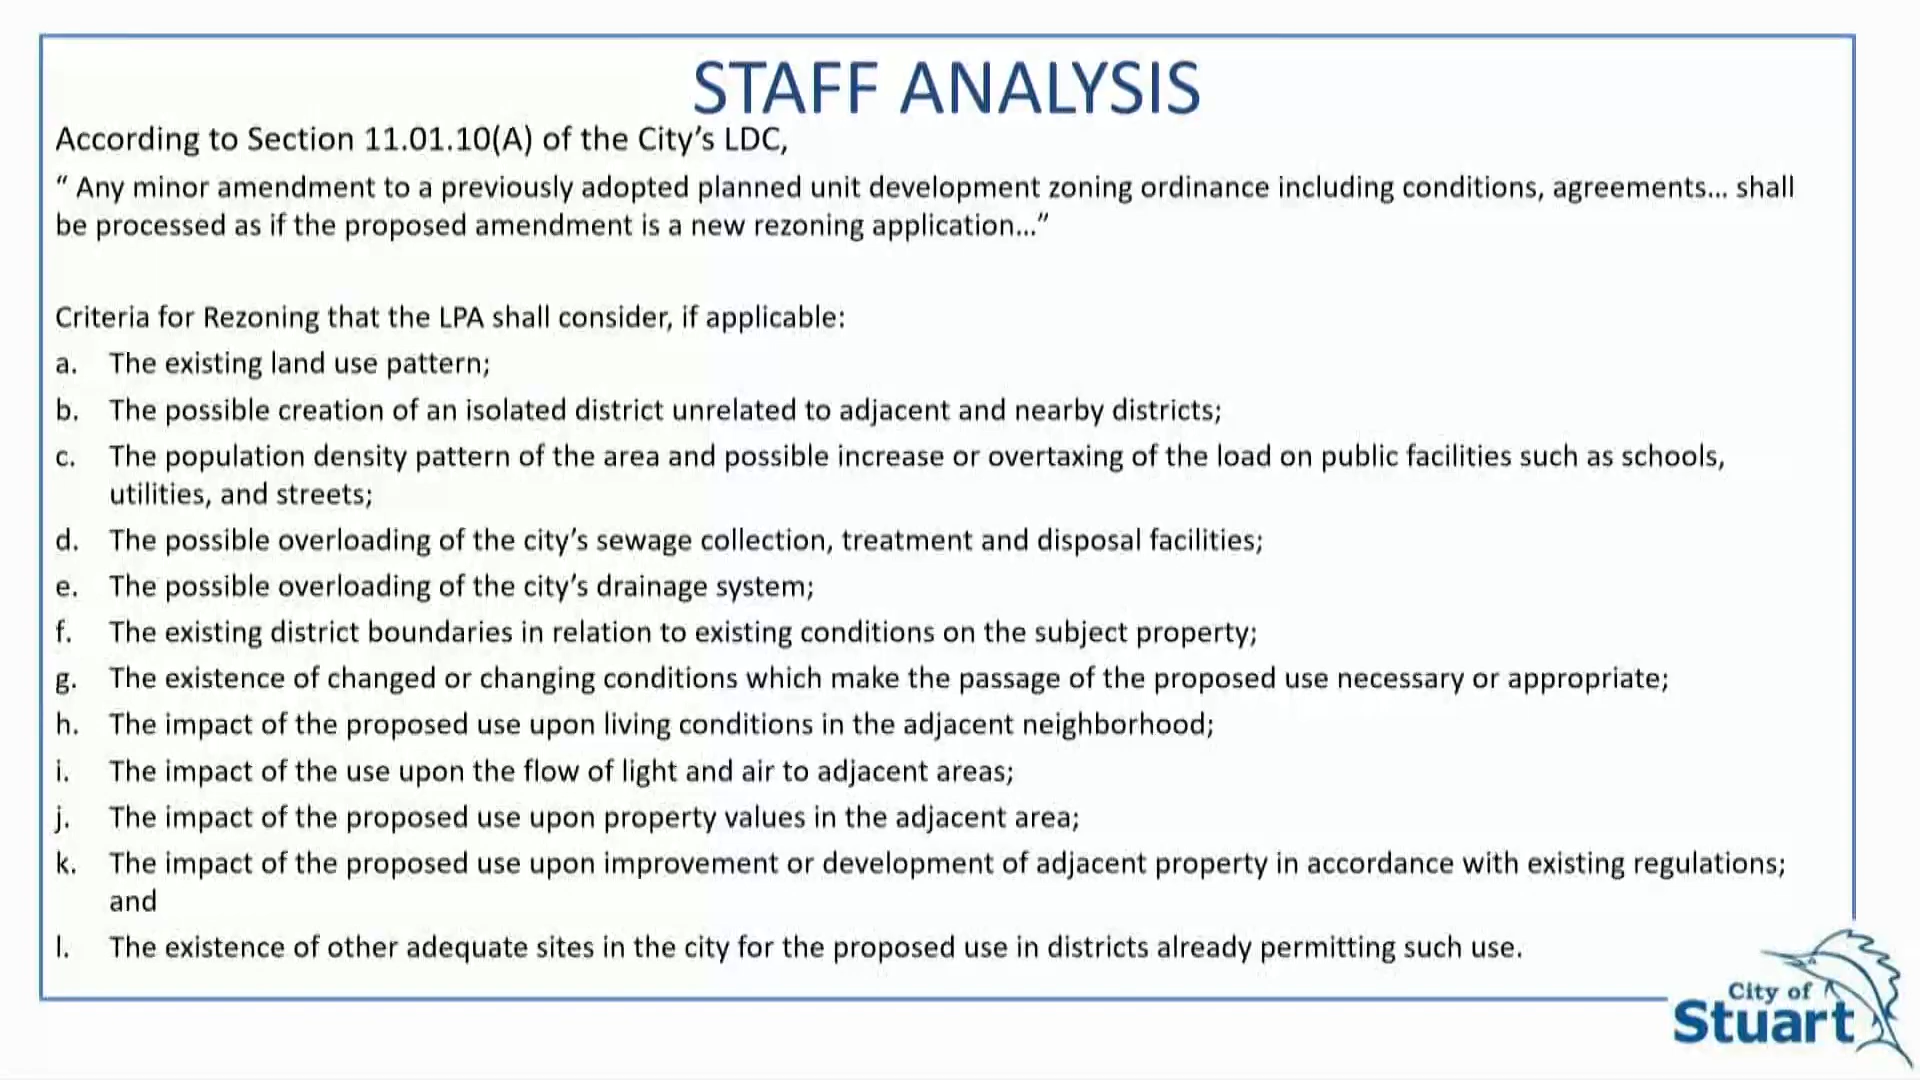 STAFF ANALYSIS
According to Section 11.01.10(A) of the City's LDC,
" Any minor amendment to a previously adopted planned unit development zoning ordinance including conditions, agreements... shall
be processed as if the proposed amendment is a new rezoning application..."
Criteria for Rezoning that the LPA shall consider, if applicable:
a. The existing land use pattern;
b. The possible creation of an isolated district unrelated to adjacent and nearby districts;
c. The population density pattern of the area and possible increase or overtaxing of the load on public facilities such as schools,
utilities, and streets;
d. The possible overloading of the city's sewage collection, treatment and disposal facilities;
e. The possible overloading of the city's drainage system;
f. The existing district boundaries in relation to existing conditions on the subject property;
g. The existence of changed or changing conditions which make the passage of the proposed use necessary or appropriate;
h. The impact of the proposed use upon living conditions in the adjacent neighborhood;
i. The impact of the use upon the flow of light and air to adjacent areas;
j. The impact of the proposed use upon property values in the adjacent area;
k. The impact of the proposed use upon improvement or development of adjacent property in accordance with existing regulations;
and
l. The existence of other adequate sites in the city for the proposed use in districts already permitting such use.
City of
Stuart